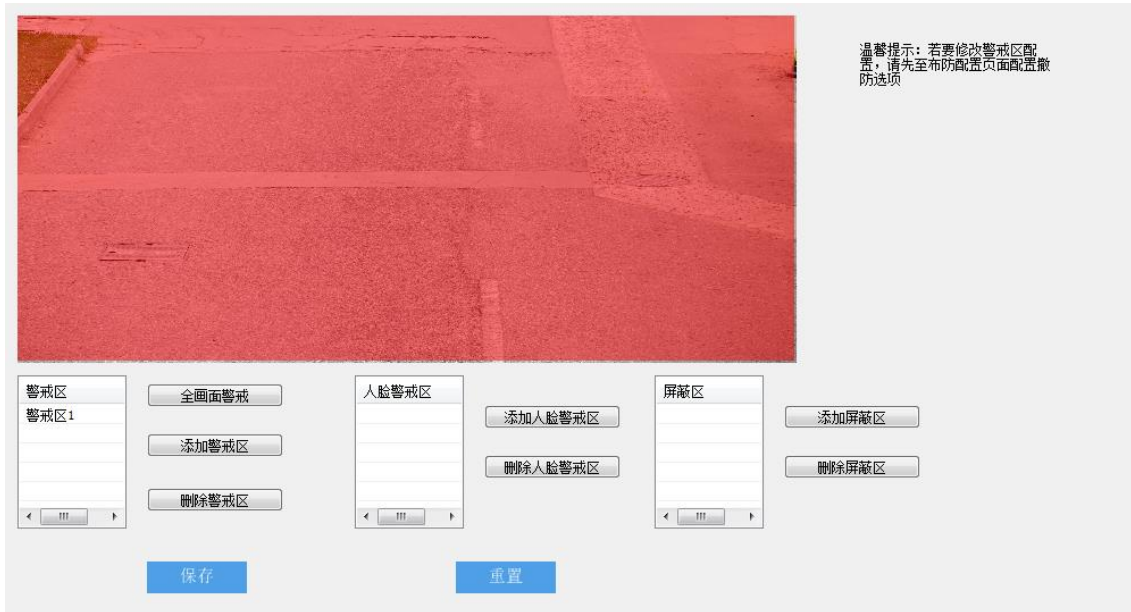 温馨提示：若要修改警戒区配
置，请先至布防配置页面配置撤
防选项
警戒区
警戒区1
全画面警戒
添加警戒区
删除警戒区
人脸警戒区
添加人脸警戒区
删除人脸警戒区
屏蔽区
添加屏蔽区
删除屏蔽区
保存
重置